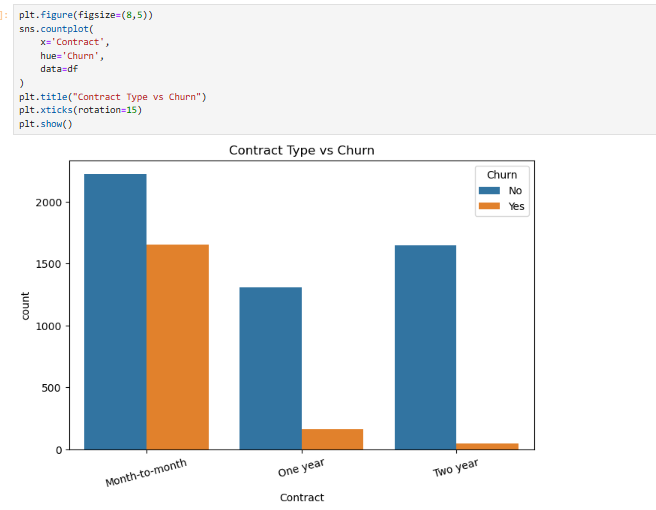 ]:
plt.figure(figsize=(8,5))
sns.countplot(
    x='Contract',
    hue='Churn',
    data=df
)
plt.title("Contract Type vs Churn")
plt.xticks(rotation=15)
plt.show()
Contract Type vs Churn
Churn
No
Yes
2000
1500
1000
500
0
count
Month-to-month
One year
Two year
Contract